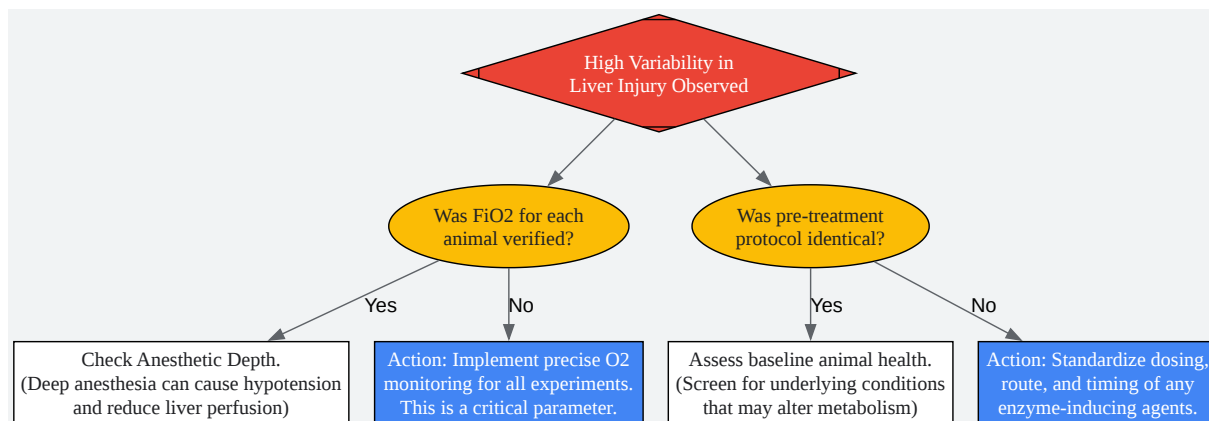 High Variability in
Liver Injury Observed
Was FiO2 for each
animal verified?
Was pre-treatment
protocol identical?
Yes
No
Yes
No
Check Anesthetic Depth.
(Deep anesthesia can cause hypotension
and reduce liver perfusion)
Action: Implement precise O2
monitoring for all experiments.
This is a critical parameter.
Assess baseline animal health.
(Screen for underlying conditions
that may alter metabolism)
Action: Standardize dosing,
route, and timing of any
enzyme-inducing agents.